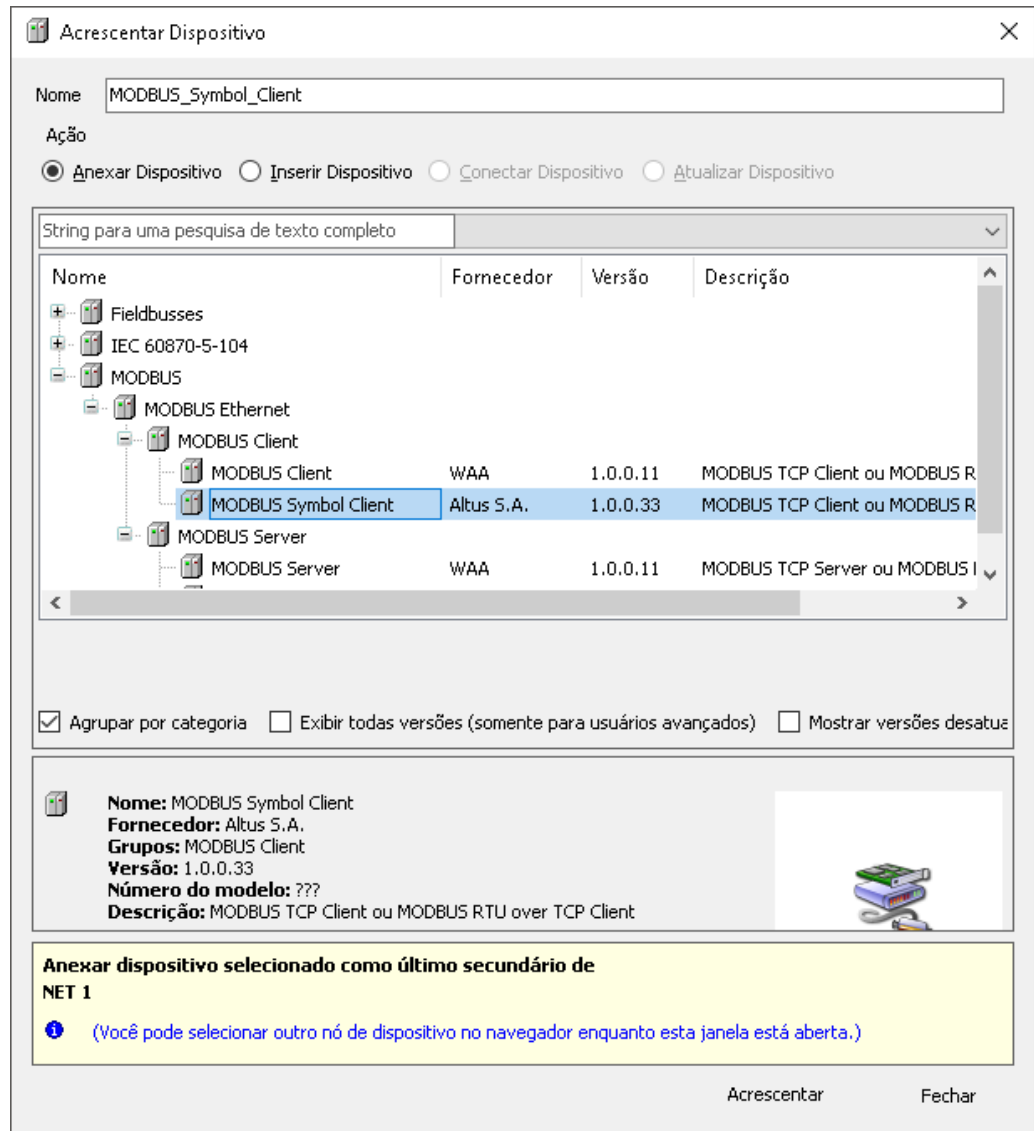 Acrescentar Dispositivo
Nome MODBUS_Symbol_Client
Ação
Anexar Dispositivo Inserir Dispositivo Conectar Dispositivo Atualizar Dispositivo
String para uma pesquisa de texto completo
Nome Fornecedor Versão Descrição
Fieldbusses
IEC 60870-5-104
MODBUS
MODBUS Ethernet
MODBUS Client
MODBUS Client WAA 1.0.0.11 MODBUS TCP Client ou MODBUS R
MODBUS Symbol Client Altus S.A. 1.0.0.33 MODBUS TCP Client ou MODBUS R
MODBUS Server
MODBUS Server WAA 1.0.0.11 MODBUS TCP Server ou MODBUS
Agrupar por categoria Exibir todas versões (somente para usuários avançados) Mostrar versões desatua
Nome: MODBUS Symbol Client
Fornecedor: Altus S.A.
Grupos: MODBUS Client
Versão: 1.0.0.33
Número do modelo: ???
Descrição: MODBUS TCP Client ou MODBUS RTU over TCP Client
Anexar dispositivo selecionado como último secundário de
NET 1
(Você pode selecionar outro nó de dispositivo no navegador enquanto esta janela está aberta.)
Acrescentar Fechar